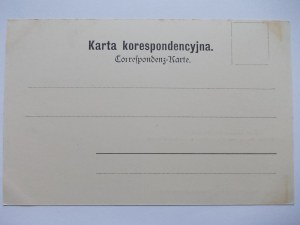 Karta korespondencyjna.
Correspondenz-Karte.